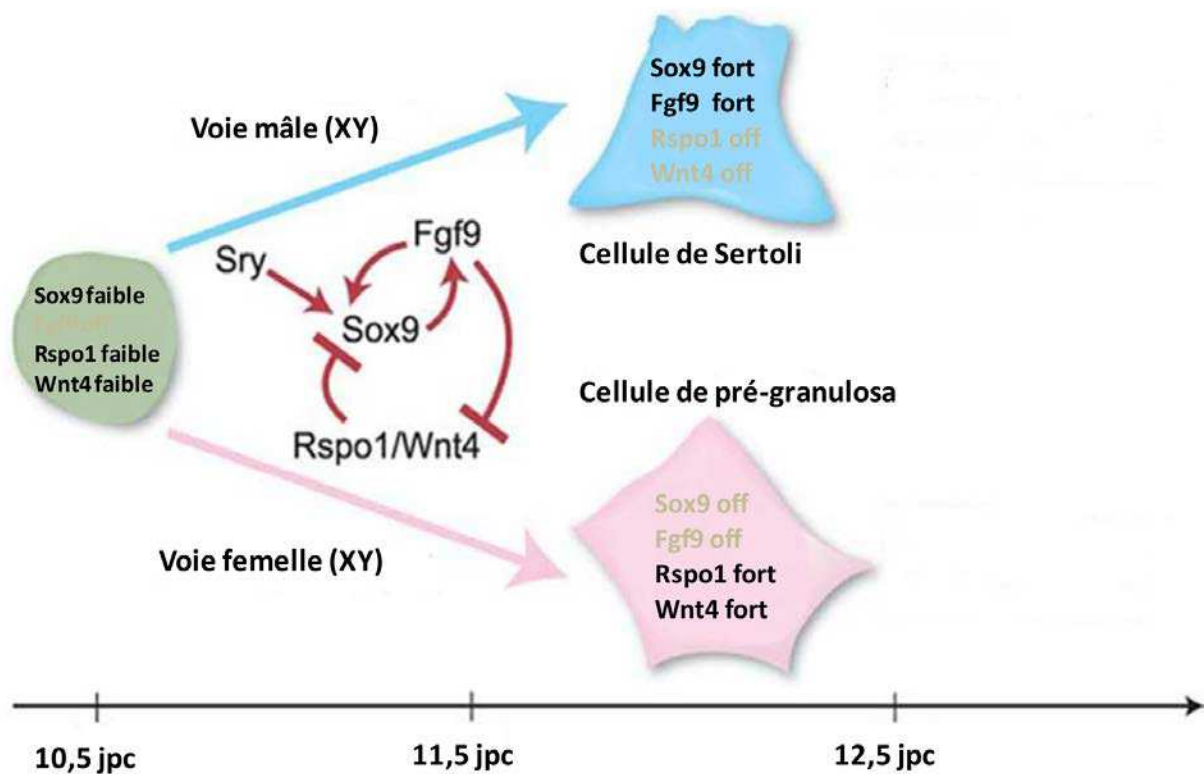 Sox9 fort
Fgf9 fort
Rspo1 off
Wnt4 off
Voie mâle (XY)
Cellule de Sertoli
Sry
Fgf9
Sox9
Rspo1/Wnt4
Sox9 faible
Fgf9 off
Rspo1 faible
Wnt4 faible
Cellule de pré-granulosa
Voie femelle (XY)
Sox9 off
Fgf9 off
Rspo1 fort
Wnt4 fort
10,5 jpc
11,5 jpc
12,5 jpc